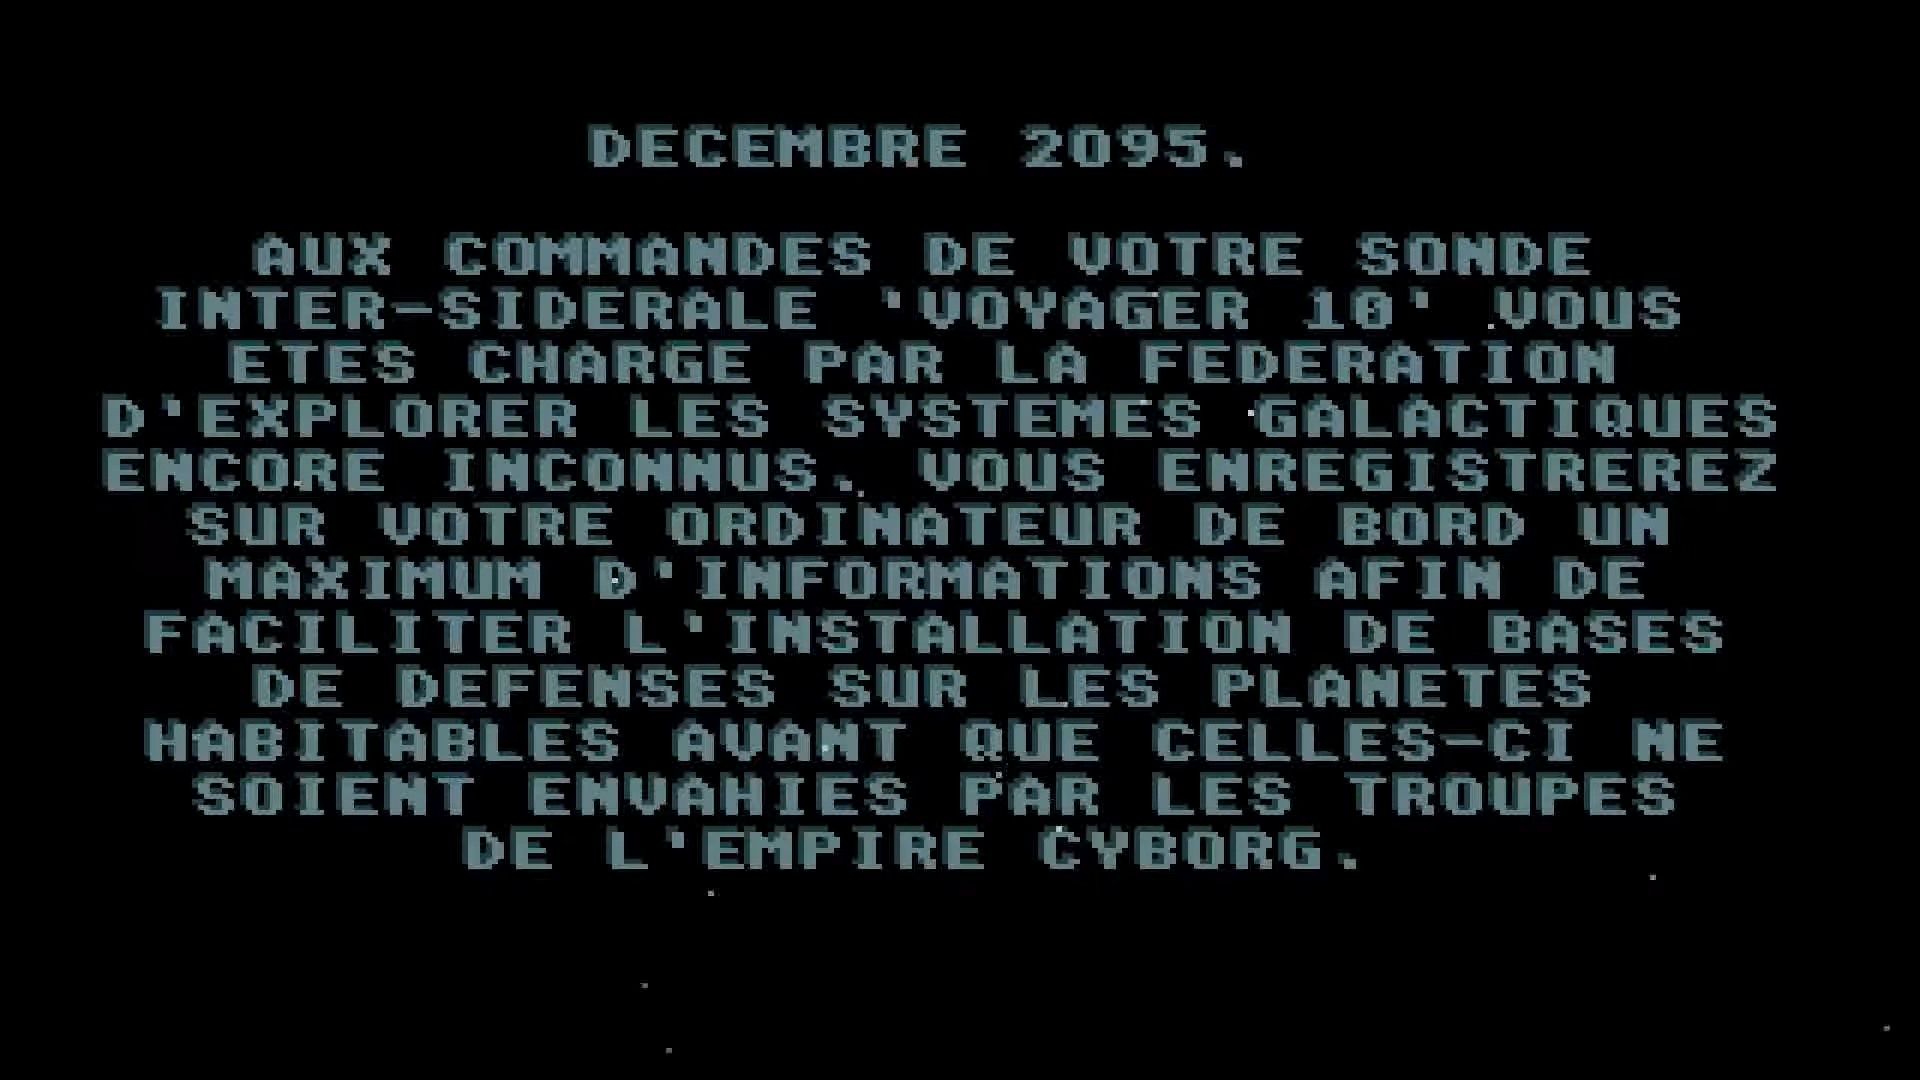 DECEMBRE 2095.
AUX COMMANDES DE VOTRE SONDE
INTER-SIDERALE 'VOYAGER 10' VOUS
ETES CHARGE PAR LA FEDERATION
D'EXPLORER LES SYSTEMES GALACTIQUES
ENCORE INCONNUS. VOUS ENREGISTREREZ
SUR VOTRE ORDINATEUR DE BORD UN
MAXIMUM D'INFORMATIONS AFIN DE
FACILITER L'INSTALLATION DE BASES
DE DEFENSES SUR LES PLANETES
HABITABLES AVANT QUE CELLES-CI NE
SOIENT ENVAHIES PAR LES TROUPES
DE L'EMPIRE CYBORG.